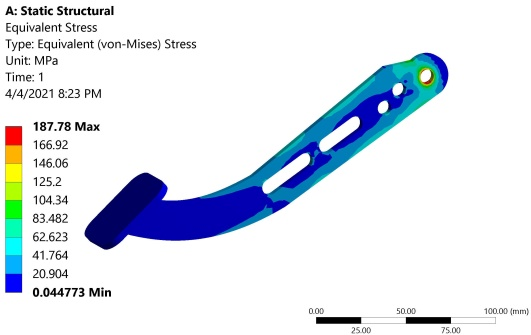 A: Static Structural
Equivalent Stress
Type: Equivalent (von-Mises) Stress
Unit: MPa
Time: 1
4/4/2021 8:23 PM
187.78 Max
166.92
146.06
125.2
104.34
83.482
62.623
41.764
20.904
0.044773 Min
0.00 50.00 100.00 (mm)
25.00 75.00